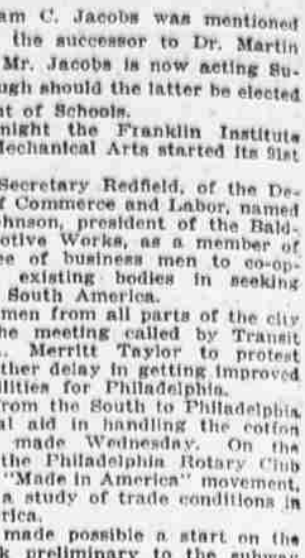 am C. Jacobs was mentioned
the successor to Dr. Martin
Mr. Jacobs is now acting Su-
ugh should the latter be elected
nt of Schools.
night the Franklin Institute
Mechanical Arts started its 91st
Secretary Redfield, of the De-
f Commerce and Labor, named
ohnson, president of the Bald-
otive Works, as a member of
ee of business men to co-op-
existing bodies in seeking
South America.
men from all parts of the city
he meeting called by Transit
Merritt Taylor to protest
ther delay in getting improved
ilities for Philadelphia.
rom the South to Philadelphia
al aid in handling the cotton
made Wednesday. On the
the Philadelphia Rotary Club
"Made in America" movement,
a study of trade conditions in
rica.
made possible a start on the
k preliminary to the subway